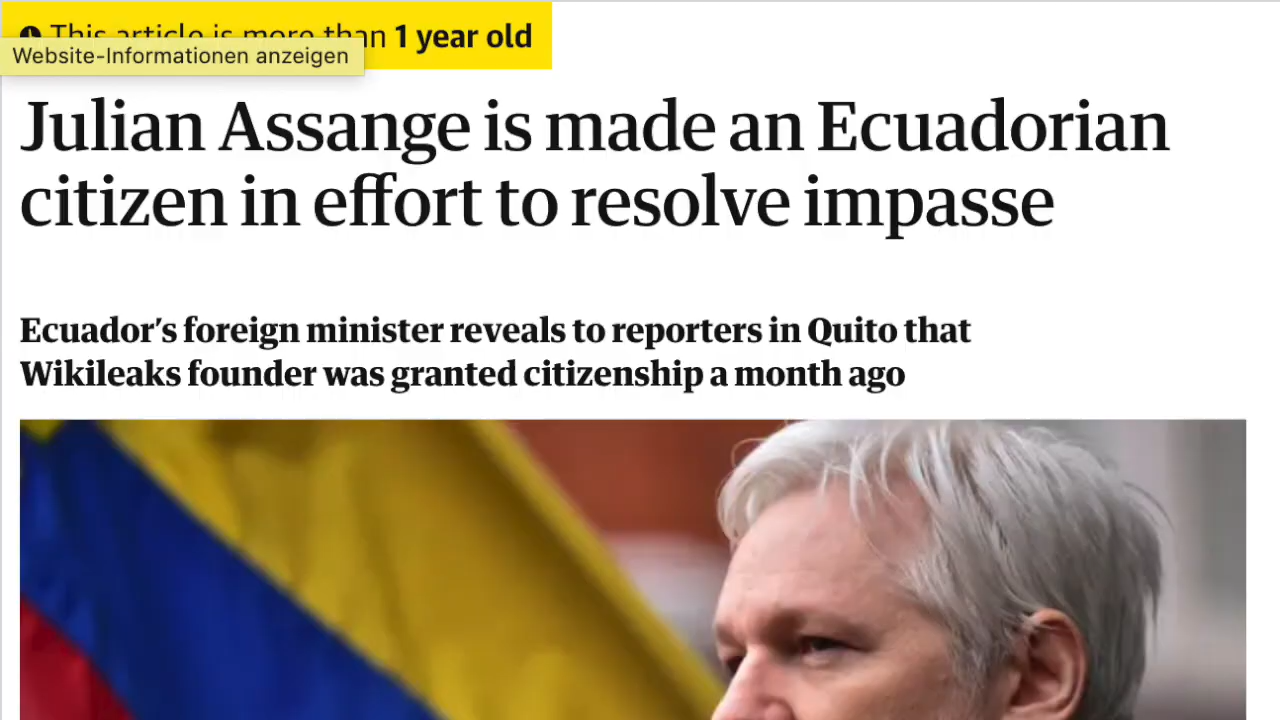 This article is more than 1 year old
Website-Informationen anzeigen
Julian Assange is made an Ecuadorian
citizen in effort to resolve impasse
Ecuador’s foreign minister reveals to reporters in Quito that
Wikileaks founder was granted citizenship a month ago